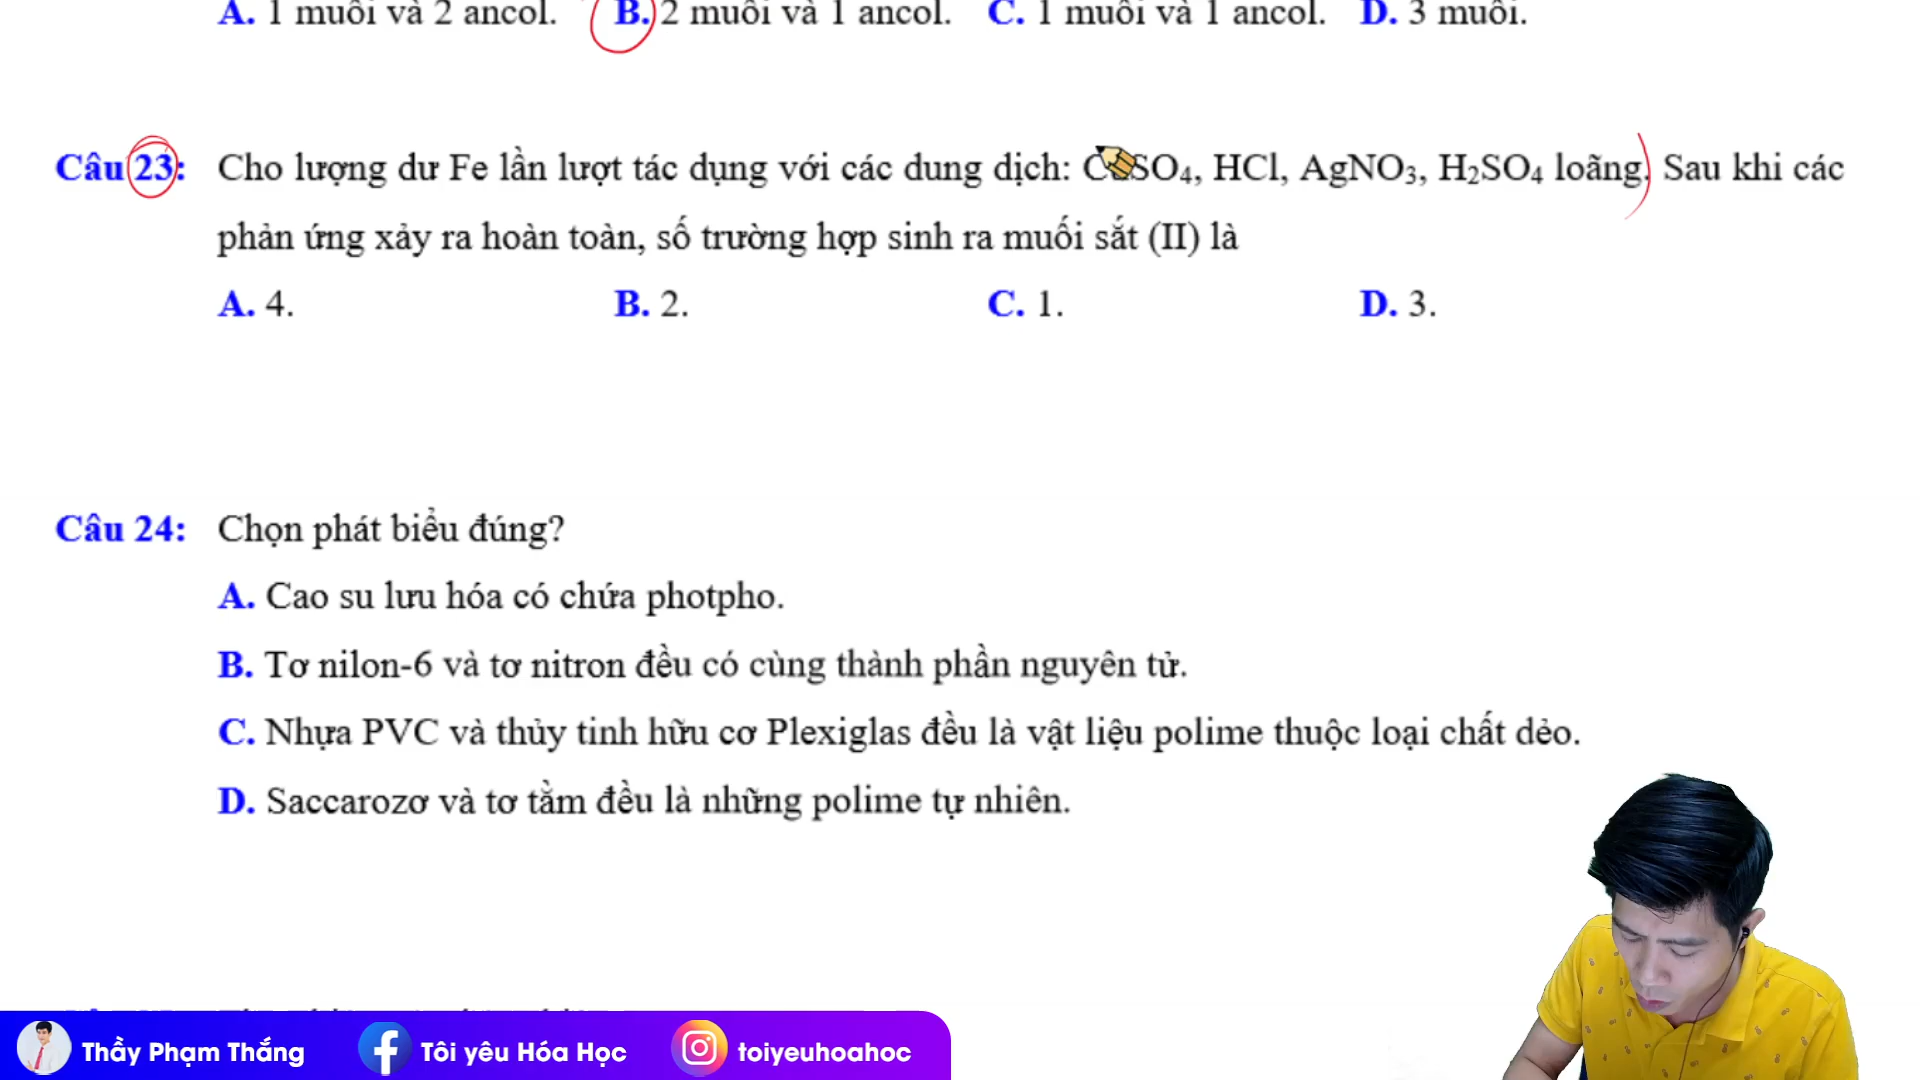 A. 1 muối và 2 ancol. B. 2 muối và 1 ancol. C. 1 muối và 1 ancol. D. 3 muối.
Câu 23: Cho lượng dư Fe lần lượt tác dụng với các dung dịch: CuSO₄, HCl, AgNO₃, H₂SO₄ loãng. Sau khi các
phản ứng xảy ra hoàn toàn, số trường hợp sinh ra muối sắt (II) là
A. 4. B. 2. C. 1. D. 3.
Câu 24: Chọn phát biểu đúng?
A. Cao su lưu hóa có chứa photpho.
B. Tơ nilon-6 và tơ nitron đều có cùng thành phần nguyên tử.
C. Nhựa PVC và thủy tinh hữu cơ Plexiglas đều là vật liệu polime thuộc loại chất dẻo.
D. Saccarozơ và tơ tằm đều là những polime tự nhiên.
Thầy Phạm Thắng Tôi yêu Hóa Học toiyeuhoahoc